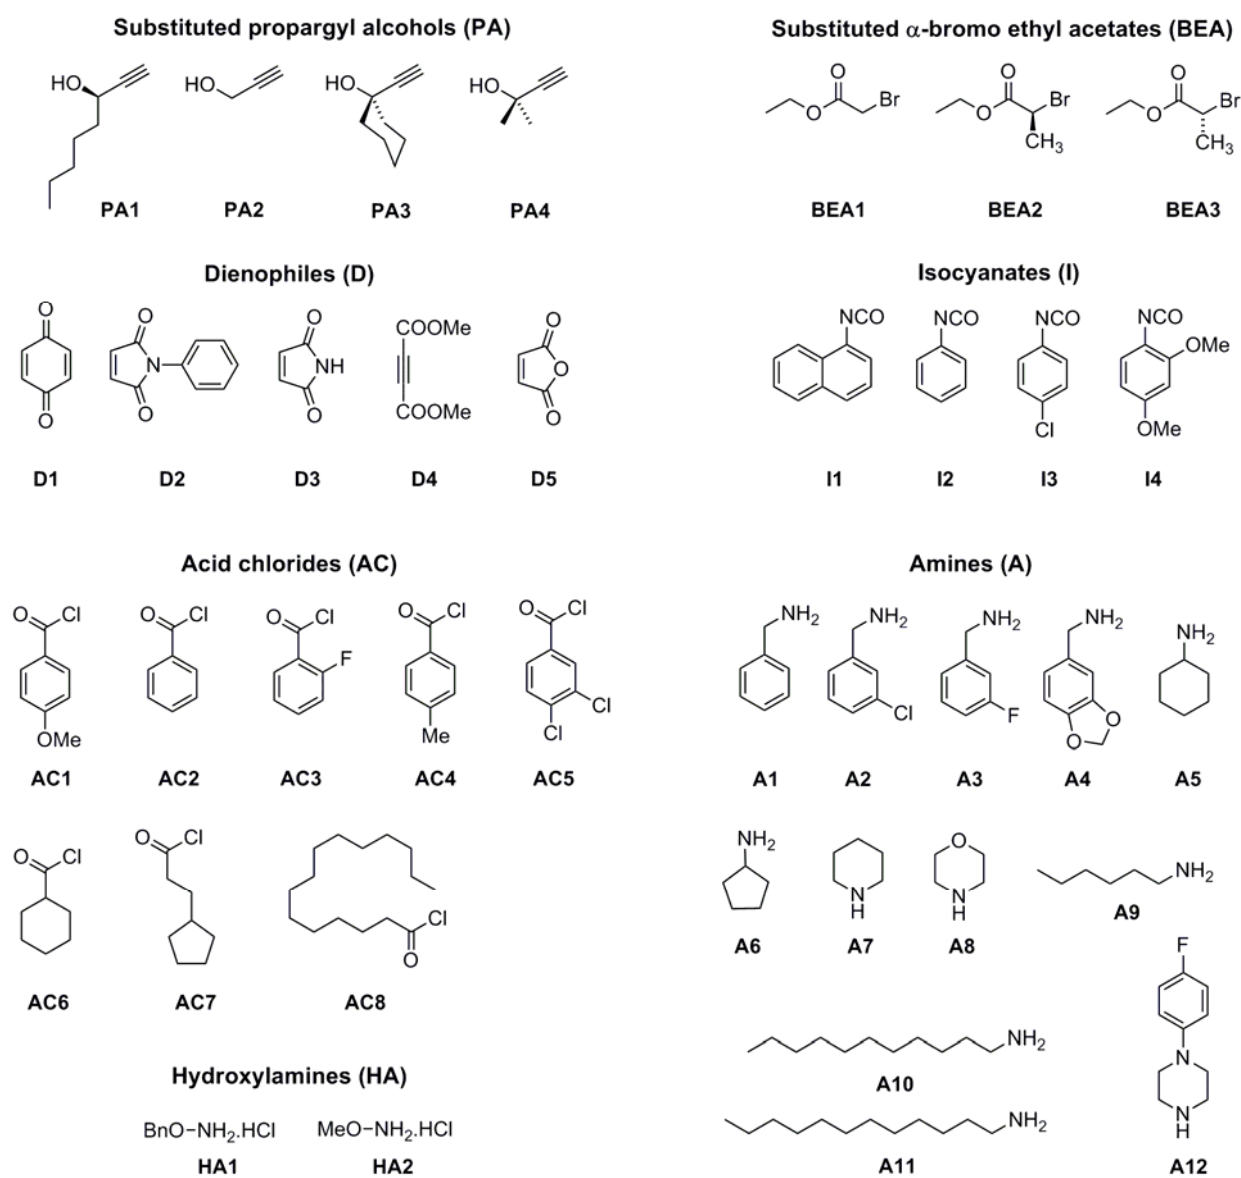 Substituted propargyl alcohols (PA)
HO
HO
HO
HO
PA1
PA2
PA3
PA4
Substituted α-bromo ethyl acetates (BEA)
O
O
Br
O
O
Br
CH3
O
O
Br
CH3
BEA1
BEA2
BEA3
Dienophiles (D)
O
O
O
N
O
O
NH
O
COOMe
COOMe
O
O
O
D1
D2
D3
D4
D5
Isocyanates (I)
NCO
NCO
NCO
Cl
NCO
OMe
OMe
I1
I2
I3
I4
Acid chlorides (AC)
O Cl
OMe
O Cl
O Cl
F
O Cl
Me
O Cl
Cl
Cl
AC1
AC2
AC3
AC4
AC5
O Cl
O Cl
Cl
O
AC6
AC7
AC8
Amines (A)
NH2
NH2
Cl
NH2
F
NH2
O
O
NH2
A1
A2
A3
A4
A5
NH2
N
H
O
N
H
NH2
A6
A7
A8
A9
NH2
A10
NH2
A11
F
N
N
H
A12
Hydroxylamines (HA)
BnO-NH2.HCl
MeO-NH2.HCl
HA1
HA2